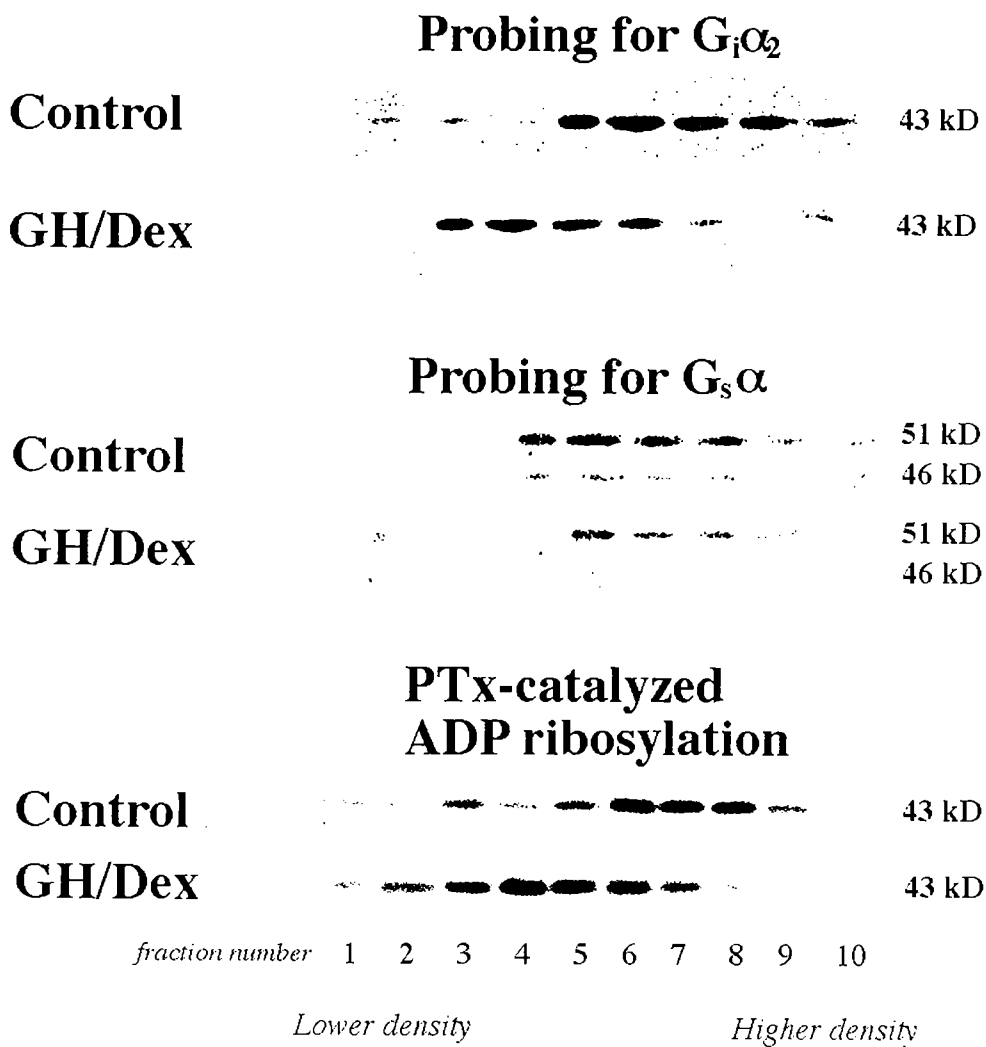 Probing for Gᵢα₂
Control 43 kD
GH/Dex 43 kD
Probing for Gₛα
Control 51 kD
46 kD
GH/Dex 51 kD
46 kD
PTx-catalyzed
ADP ribosylation
Control 43 kD
GH/Dex 43 kD
fraction number 1 2 3 4 5 6 7 8 9 10
Lower density Higher density